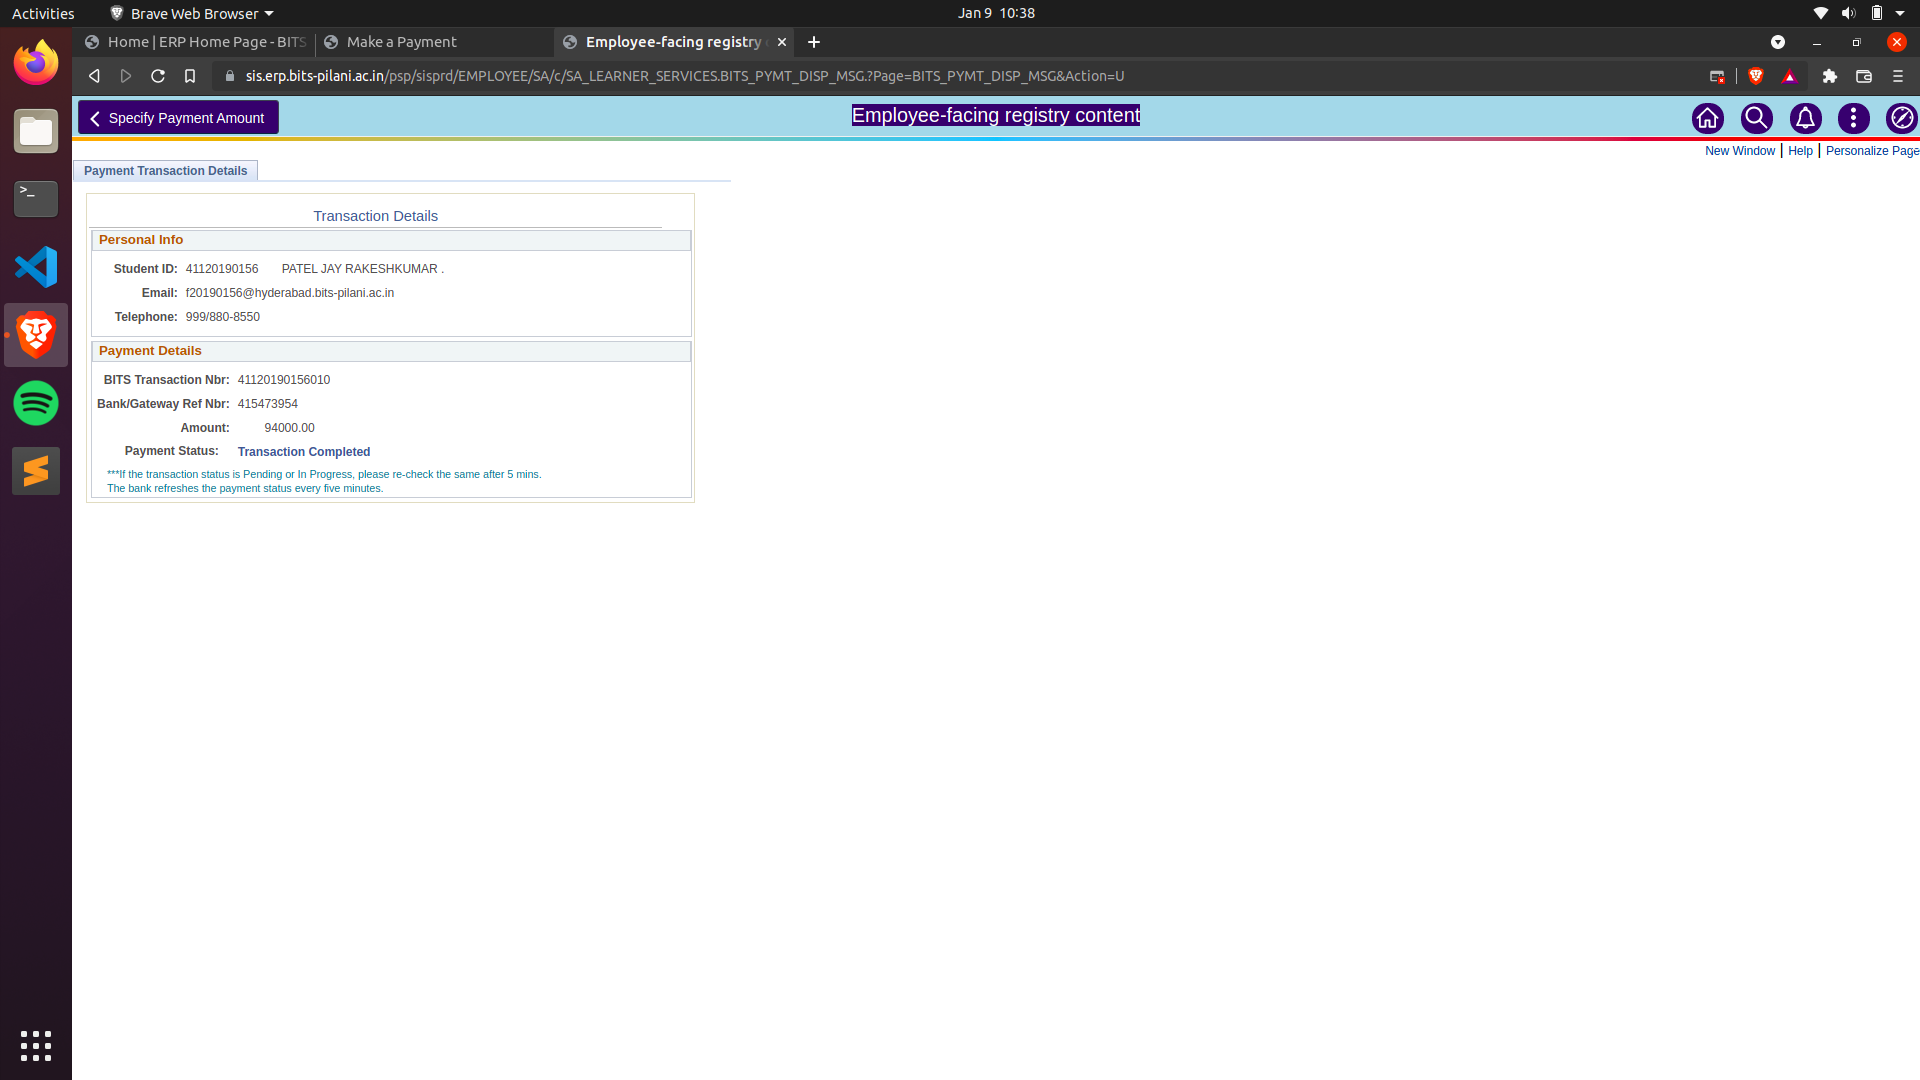 Activities
Brave Web Browser
Jan 9 10:38
Home | ERP Home Page - BITS
Make a Payment
Employee-facing registry
sis.erp.bits-pilani.ac.in/psp/sisprd/EMPLOYEE/SA/c/SA_LEARNER_SERVICES.BITS_PYMT_DISP_MSG.?Page=BITS_PYMT_DISP_MSG&Action=U
Specify Payment Amount
Employee-facing registry content
New Window | Help | Personalize Page
Payment Transaction Details
Transaction Details
Personal Info
Student ID: 41120190156 PATEL JAY RAKESHKUMAR .
Email: f20190156@hyderabad.bits-pilani.ac.in
Telephone: 999/880-8550
Payment Details
BITS Transaction Nbr: 41120190156010
Bank/Gateway Ref Nbr: 415473954
Amount: 94000.00
Payment Status: Transaction Completed
***If the transaction status is Pending or In Progress, please re-check the same after 5 mins.
The bank refreshes the payment status every five minutes.